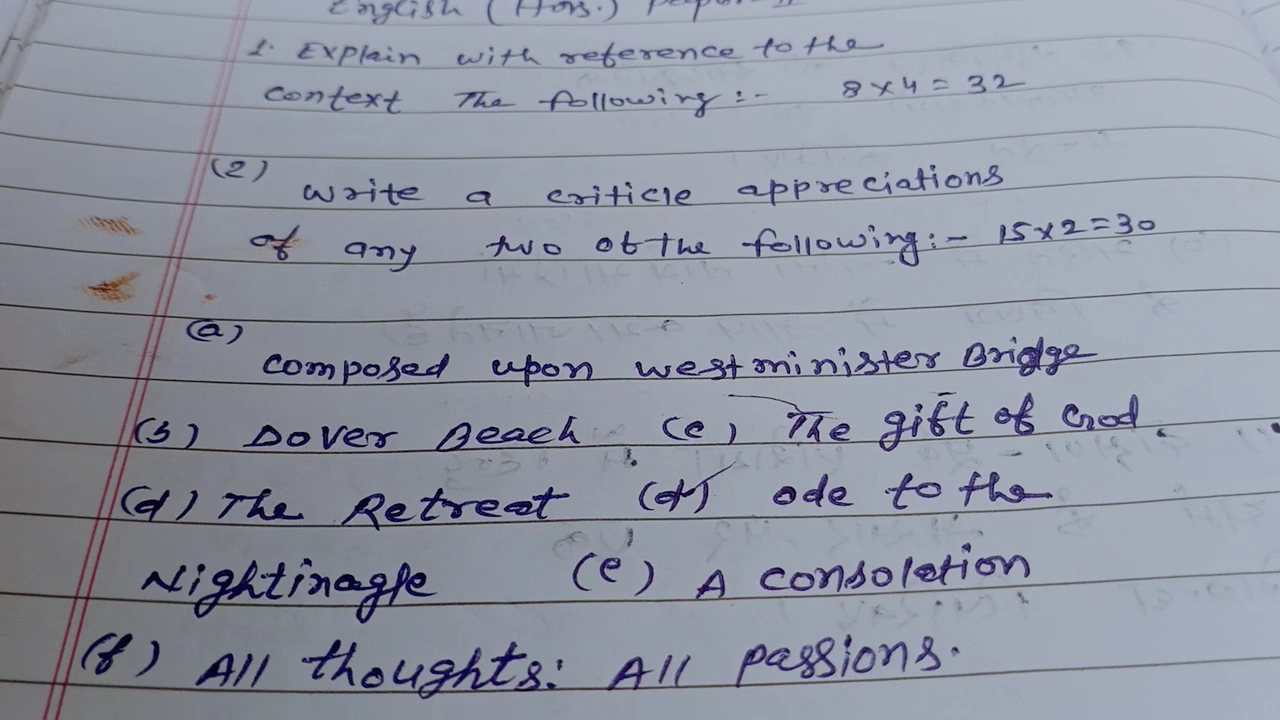 English (Hons.)
1. Explain with reference to the
context The following :- 8 x 4 = 32
(2)
write a criticle appreciations
of any two of the following :- 15 x 2 = 30
(a)
composed upon westminister Bridge
(b) Dover Beach (c) The gift of God.
(d) The Retreat (d) ode to the
Nightinagle (e) A consolation
(f) All thoughts: All passions.